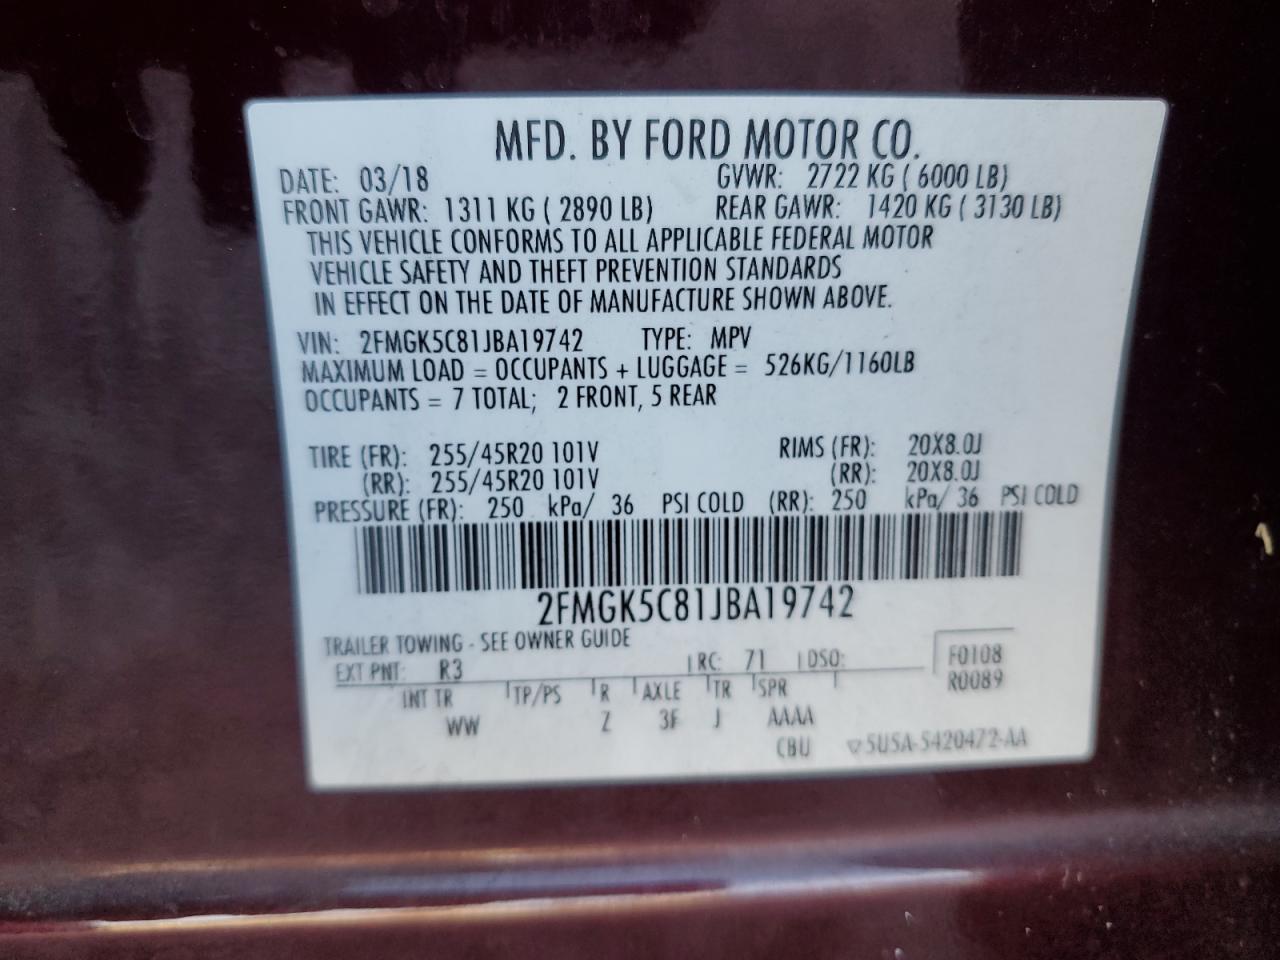 MFD. BY FORD MOTOR CO.
DATE: 03/18 GVWR: 2722 KG ( 6000 LB)
FRONT GAWR: 1311 KG ( 2890 LB) REAR GAWR: 1420 KG ( 3130 LB)
THIS VEHICLE CONFORMS TO ALL APPLICABLE FEDERAL MOTOR
VEHICLE SAFETY AND THEFT PREVENTION STANDARDS
IN EFFECT ON THE DATE OF MANUFACTURE SHOWN ABOVE.
VIN: 2FMGK5C81JBA19742 TYPE: MPV
MAXIMUM LOAD = OCCUPANTS + LUGGAGE = 526KG/1160LB
OCCUPANTS = 7 TOTAL; 2 FRONT, 5 REAR
TIRE (FR): 255/45R20 101V RIMS (FR): 20X8.0J
(RR): 255/45R20 101V (RR): 20X8.0J
PRESSURE (FR): 250 kPa/ 36 PSI COLD (RR): 250 kPa/ 36 PSI COLD
2FMGK5C81JBA19742
TRAILER TOWING - SEE OWNER GUIDE
EXT PNT: R3 RC: 71 DSO: F0108
R0089
INT TR TP/PS R AXLE TR SPR
WW Z 3F J AAAA
CBU ▽5U5A-5420472-AA